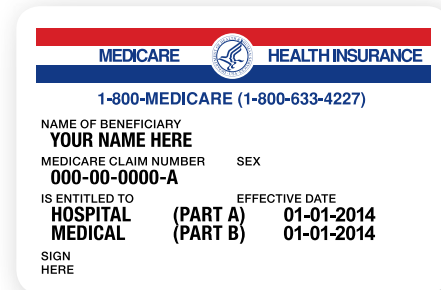 MEDICARE HEALTH INSURANCE
1-800-MEDICARE (1-800-633-4227)
NAME OF BENEFICIARY
YOUR NAME HERE
MEDICARE CLAIM NUMBER SEX
000-00-0000-A
IS ENTITLED TO EFFECTIVE DATE
HOSPITAL (PART A) 01-01-2014
MEDICAL (PART B) 01-01-2014
SIGN
HERE